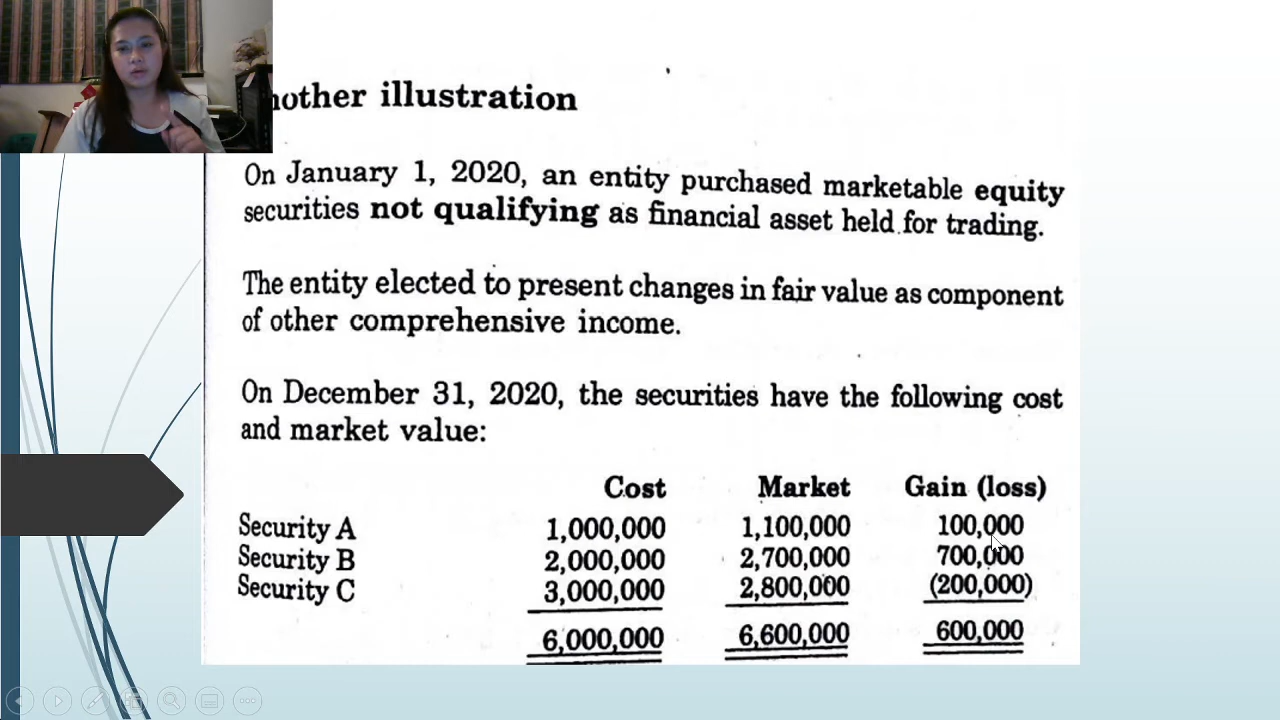 nother illustration
On January 1, 2020, an entity purchased marketable equity
securities not qualifying as financial asset held for trading.
The entity elected to present changes in fair value as component
of other comprehensive income.
On December 31, 2020, the securities have the following cost
and market value:
Cost Market Gain (loss)
Security A 1,000,000 1,100,000 100,000
Security B 2,000,000 2,700,000 700,000
Security C 3,000,000 2,800,000 (200,000)
6,000,000 6,600,000 600,000